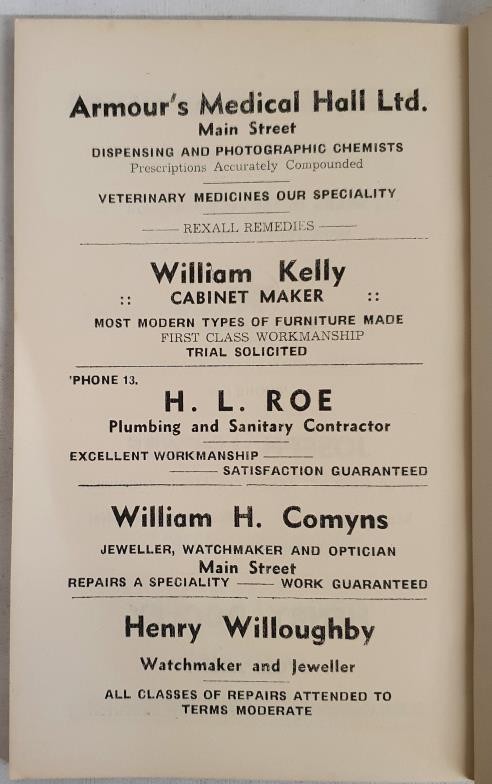 Armour's Medical Hall Ltd.
Main Street
DISPENSING AND PHOTOGRAPHIC CHEMISTS
Prescriptions Accurately Compounded
VETERINARY MEDICINES OUR SPECIALITY
REXALL REMEDIES
William Kelly
:: CABINET MAKER ::
MOST MODERN TYPES OF FURNITURE MADE
FIRST CLASS WORKMANSHIP
TRIAL SOLICITED
'PHONE 13.
H. L. ROE
Plumbing and Sanitary Contractor
EXCELLENT WORKMANSHIP
SATISFACTION GUARANTEED
William H. Comyns
JEWELLER, WATCHMAKER AND OPTICIAN
Main Street
REPAIRS A SPECIALITY — WORK GUARANTEED
Henry Willoughby
Watchmaker and Jeweller
ALL CLASSES OF REPAIRS ATTENDED TO
TERMS MODERATE